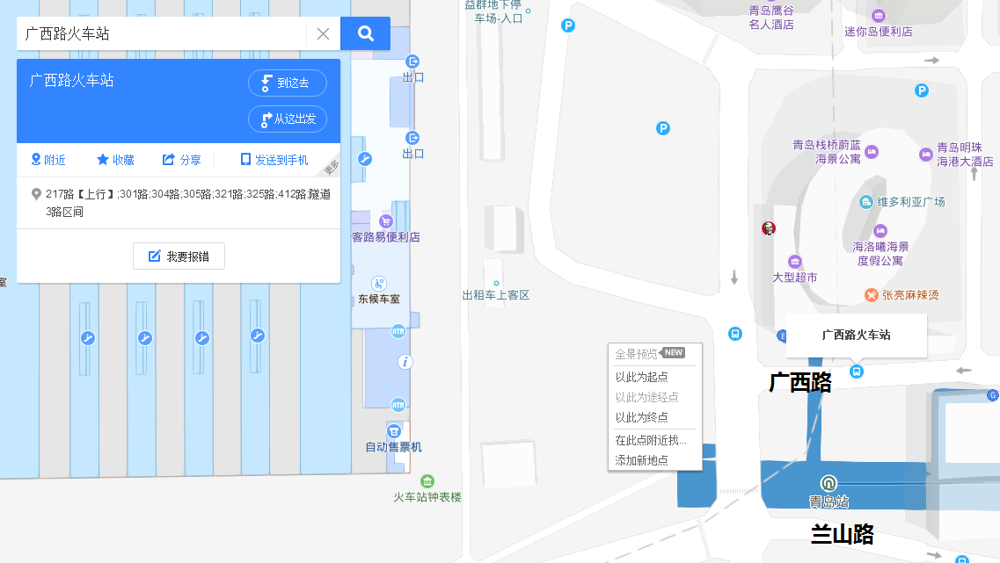 广西路火车站
广西路火车站
到这去
从这出发
附近
收藏
分享
发送到手机
更多
217路【上行】;301路;304路;305路;321路;325路;412路;隧道
3路区间
我要报错
室
益群地下停
车场-入口
出口
出口
客路易便利店
东候车室
ATM
ATM
自动售票机
火车站钟表楼
出租车上客区
P
P
P
青岛鹰谷
名人酒店
迷你岛便利店
青岛栈桥蔚蓝
海景公寓
青岛明珠
海港大酒店
维多利亚广场
海洛曦海景
度假公寓
大型超市
张亮麻辣烫
E
广西路火车站
广西路
G
全景预览 NEW
以此为起点
以此为途经点
以此为终点
在此点附近找...
添加新地点
青岛站
兰山路